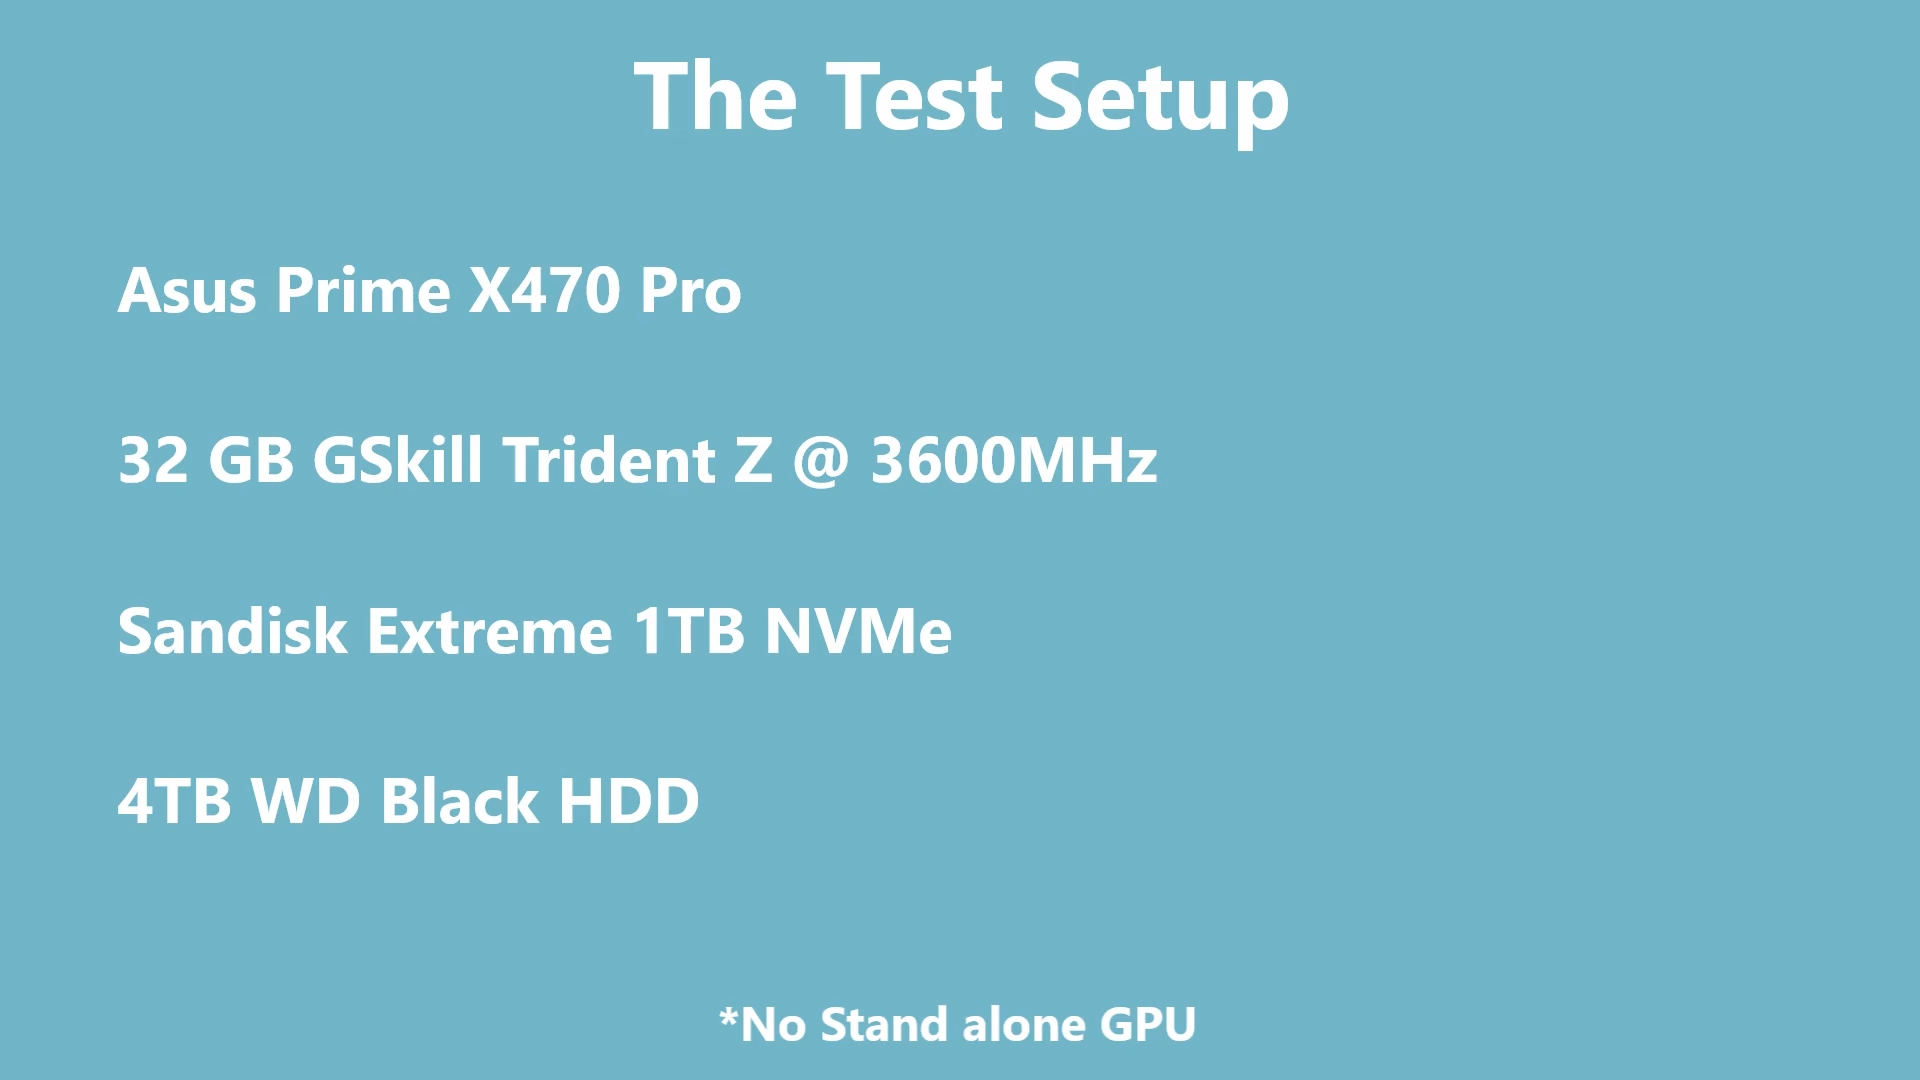 The Test Setup
Asus Prime X470 Pro
32 GB GSkill Trident Z @ 3600MHz
Sandisk Extreme 1TB NVMe
4TB WD Black HDD
*No Stand alone GPU